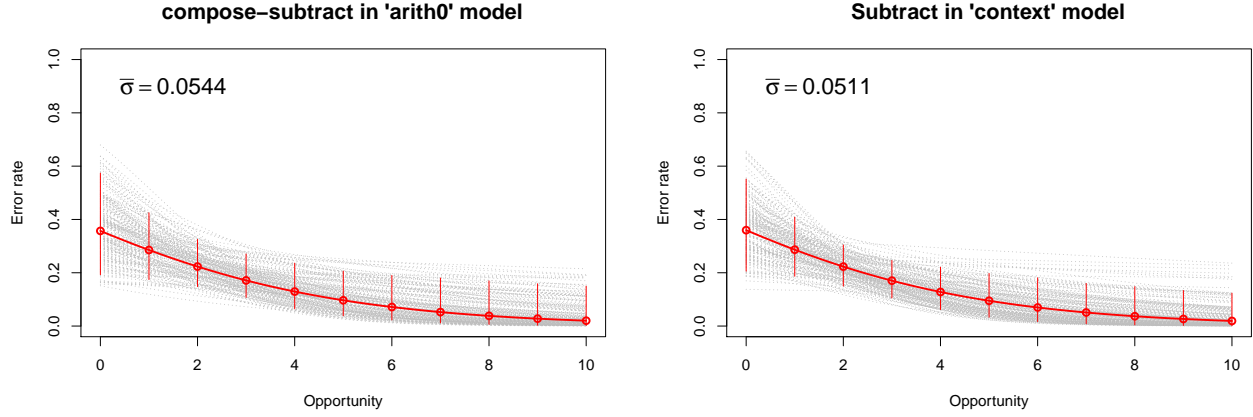 compose−subtract in 'arith0' model
σ̅ = 0.0544
Error rate
1.0
0.8
0.6
0.4
0.2
0.0
0 2 4 6 8 10
Opportunity
Subtract in 'context' model
σ̅ = 0.0511
Error rate
1.0
0.8
0.6
0.4
0.2
0.0
0 2 4 6 8 10
Opportunity